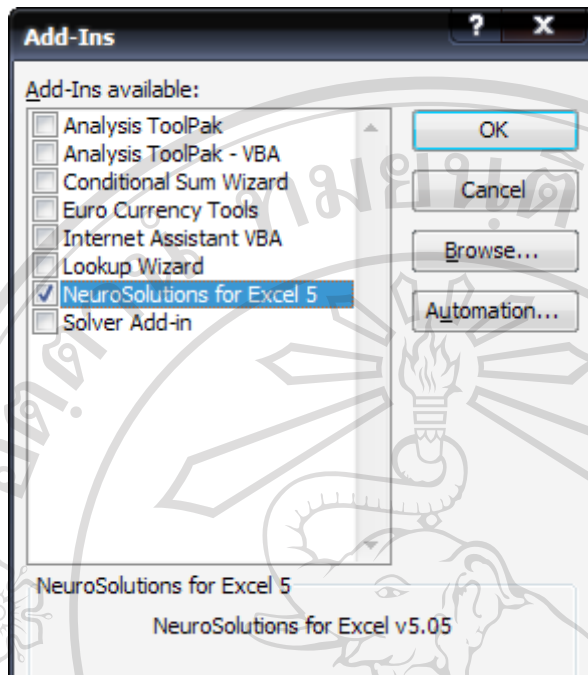 Add-Ins
?
X
Add-Ins available:
Analysis ToolPak
Analysis ToolPak - VBA
Conditional Sum Wizard
Euro Currency Tools
Internet Assistant VBA
Lookup Wizard
NeuroSolutions for Excel 5
Solver Add-in
OK
Cancel
Browse...
Automation...
NeuroSolutions for Excel 5
NeuroSolutions for Excel v5.05